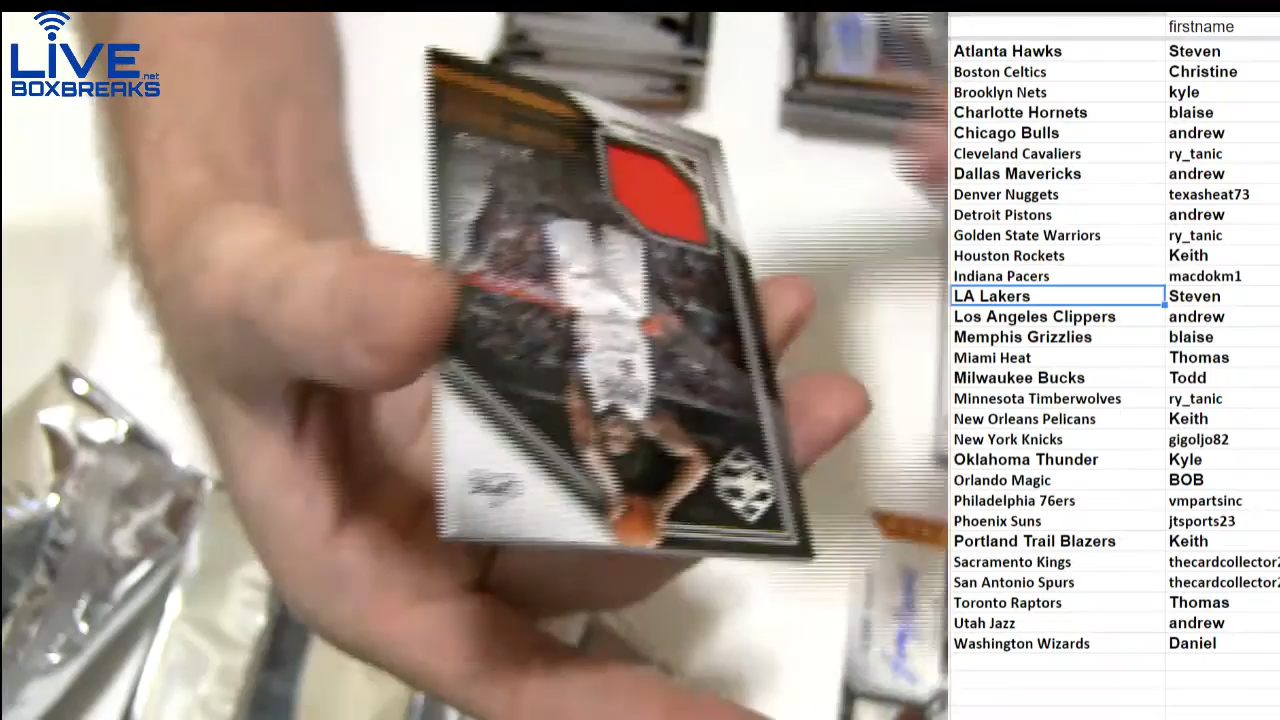 LIVE.net
BOXBREAKS
firstname
Atlanta Hawks Steven
Boston Celtics Christine
Brooklyn Nets kyle
Charlotte Hornets blaise
Chicago Bulls andrew
Cleveland Cavaliers ry_tanic
Dallas Mavericks andrew
Denver Nuggets texasheat73
Detroit Pistons andrew
Golden State Warriors ry_tanic
Houston Rockets Keith
Indiana Pacers macdokm1
LA Lakers Steven
Los Angeles Clippers andrew
Memphis Grizzlies blaise
Miami Heat Thomas
Milwaukee Bucks Todd
Minnesota Timberwolves ry_tanic
New Orleans Pelicans Keith
New York Knicks gigoljo82
Oklahoma Thunder Kyle
Orlando Magic BOB
Philadelphia 76ers vmpartsinc
Phoenix Suns jtsports23
Portland Trail Blazers Keith
Sacramento Kings thecardcollector2
San Antonio Spurs thecardcollector2
Toronto Raptors Thomas
Utah Jazz andrew
Washington Wizards Daniel